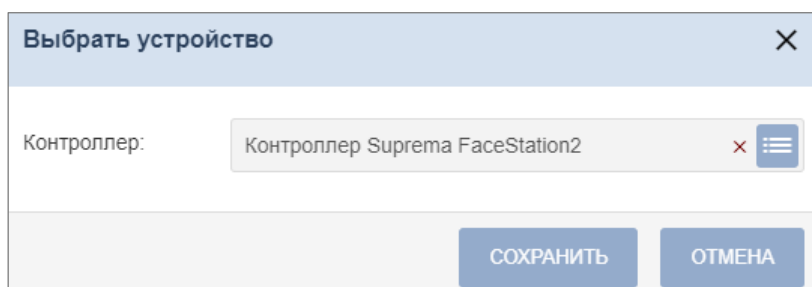 Выбрать устройство
Контроллер: Контроллер Suprema FaceStation2
СОХРАНИТЬ ОТМЕНА